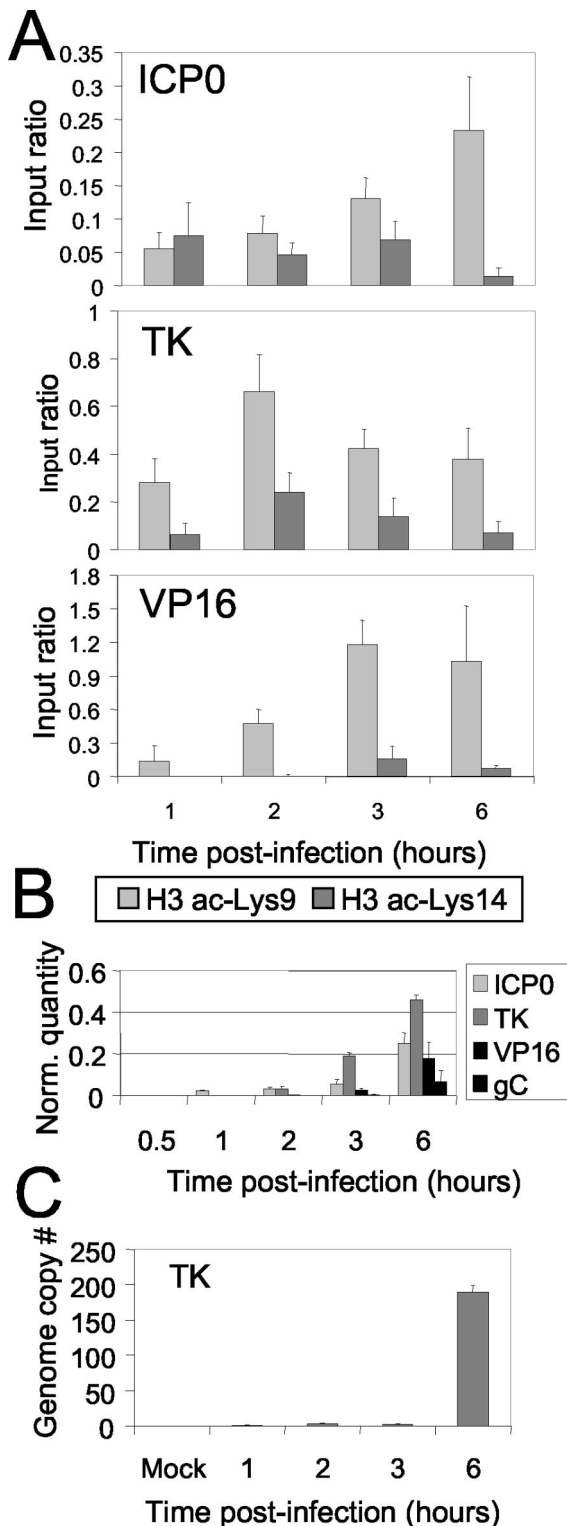 A
ICP0
Input ratio
0.35
0.3
0.25
0.2
0.15
0.1
0.05
0
TK
Input ratio
1
0.8
0.6
0.4
0.2
0
VP16
Input ratio
1.8
1.5
1.2
0.9
0.6
0.3
0
1 2 3 6
Time post-infection (hours)
H3 ac-Lys9 H3 ac-Lys14
B
Norm. quantity
0.6
0.4
0.2
0
0.5 1 2 3 6
Time post-infection (hours)
ICP0
TK
VP16
gC
C
Genome copy #
250
200
150
100
50
0
TK
Mock 1 2 3 6
Time post-infection (hours)